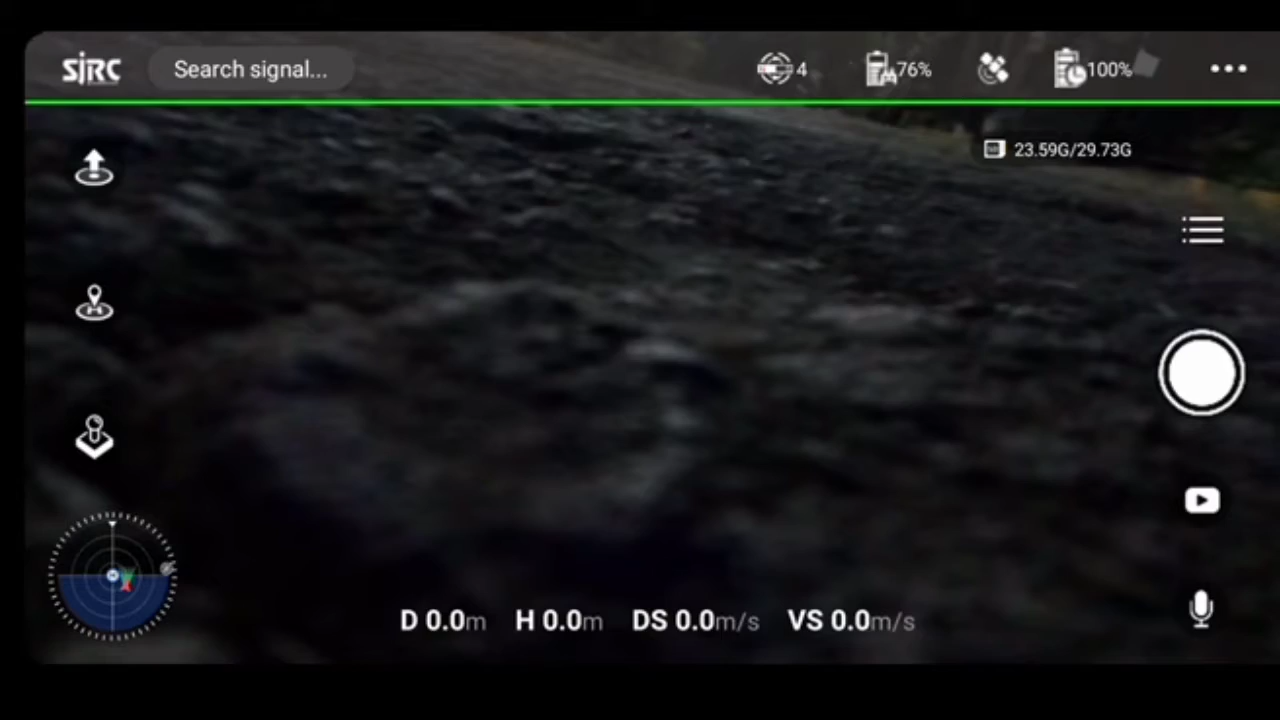 SJRC
Search signal...
4
76%
100%
23.59G/29.73G
D 0.0m H 0.0m DS 0.0m/s VS 0.0m/s